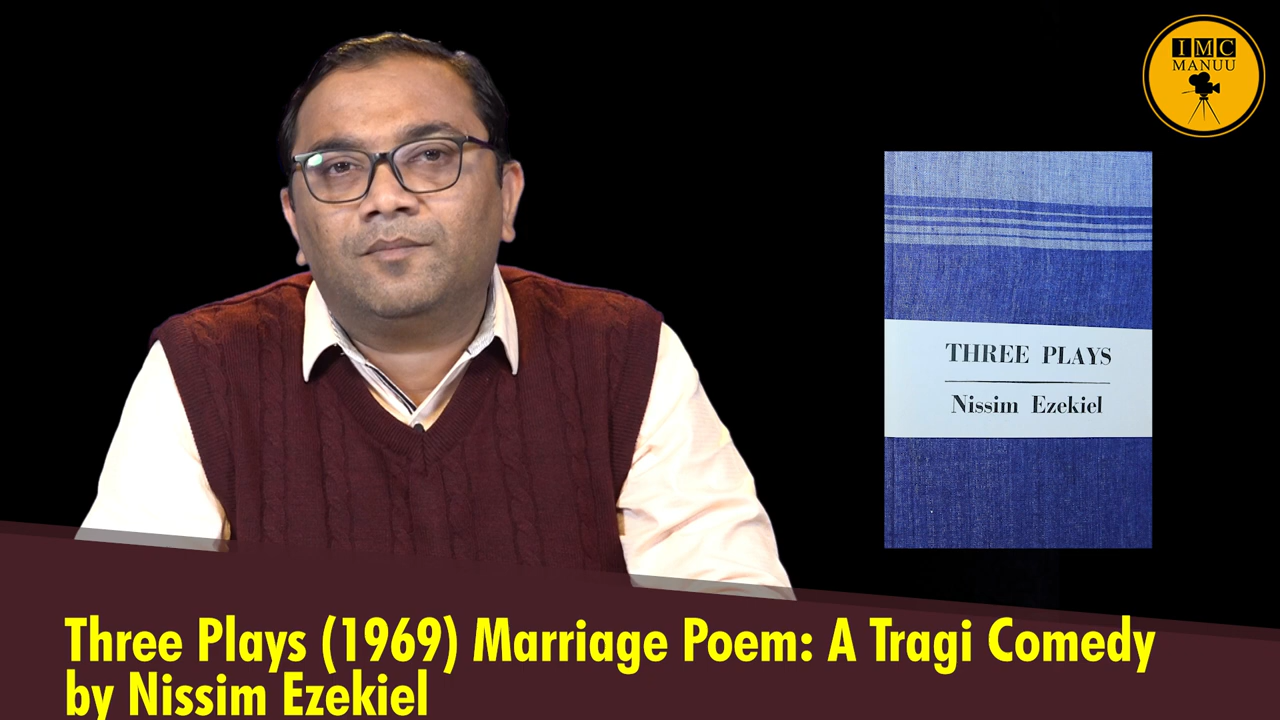 IMC
MANUU
THREE PLAYS
Nissim Ezekiel
Three Plays (1969) Marriage Poem: A Tragi Comedy
by Nissim Ezekiel